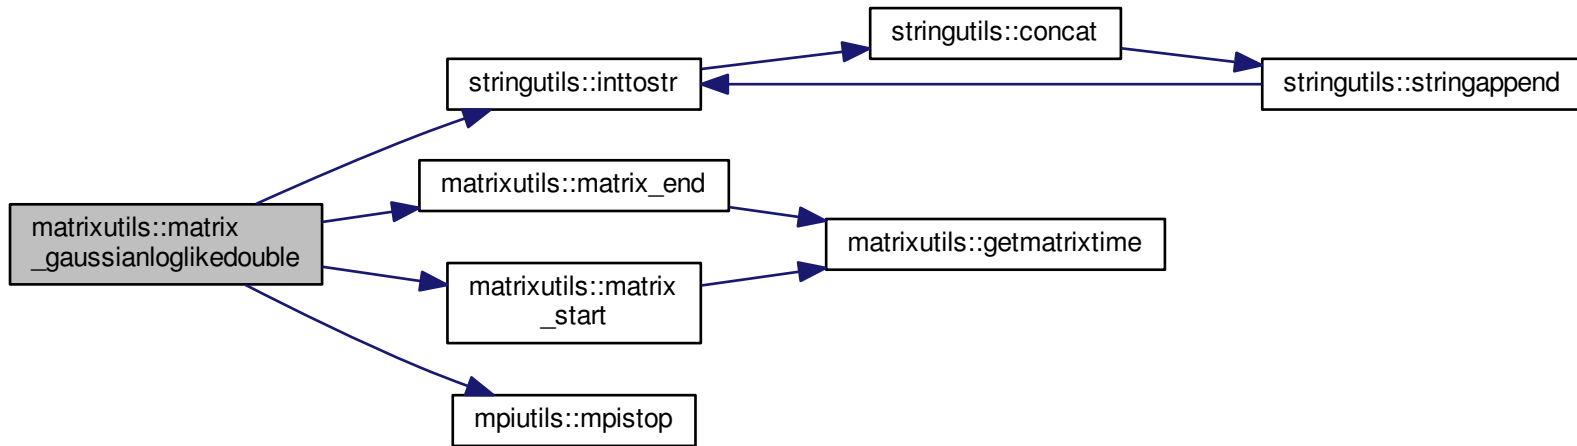 stringutils::concat
stringutils::inttostr
stringutils::stringappend
matrixutils::matrix_end
matrixutils::matrix
_gaussianloglikedouble
matrixutils::getmatrixtime
matrixutils::matrix
_start
mpiutils::mpistop